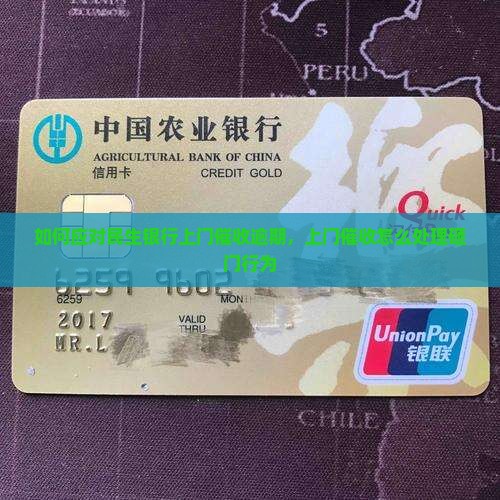 PERU
中国农业银行
AGRICULTURAL BANK OF CHINA
信用卡
CREDIT GOLD
Quick
如何应对民生银行上门催收逾期，上门催收怎么处理砸
门行为
6259 9602
6259
MON
2017
VALID
THRU
MR.L
UnionPay
银联
CHILE